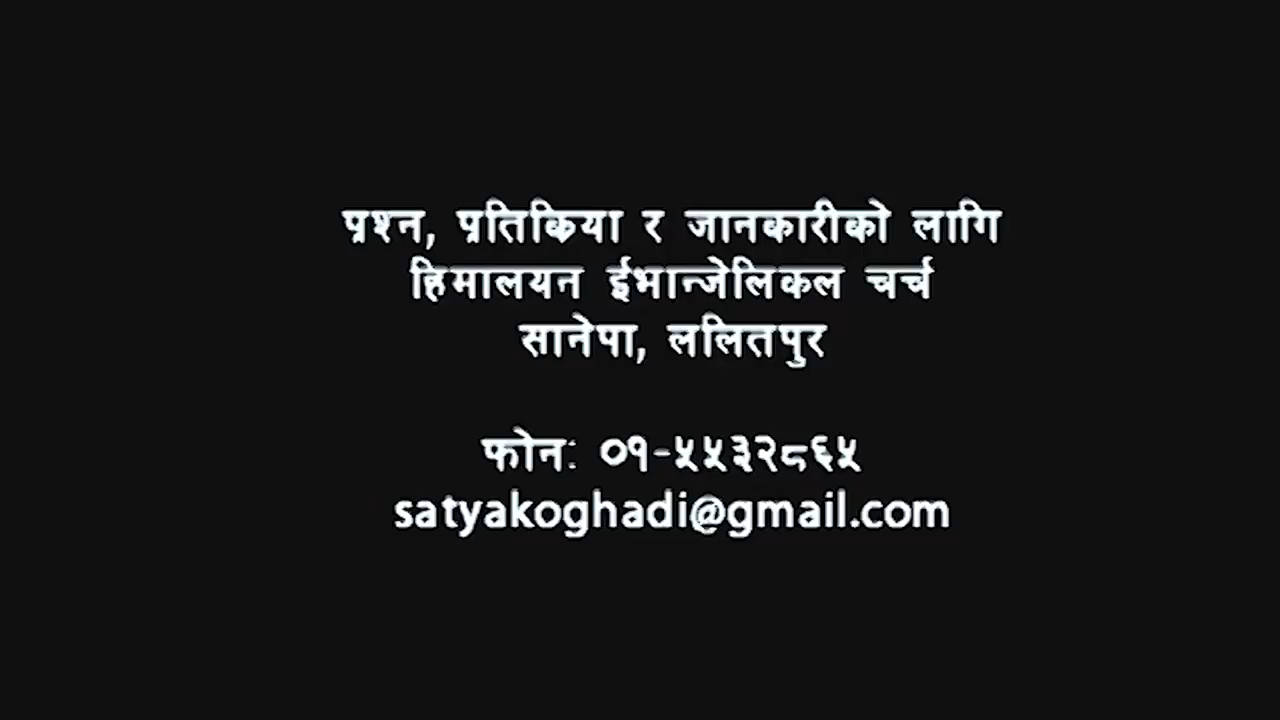 प्रश्न, प्रतिक्रिया र जानकारीको लागि
हिमालयन ईभान्जेलिकल चर्च
सानेपा, ललितपुर
फोन: ०१-५५३२८६५
satyakoghadi@gmail.com